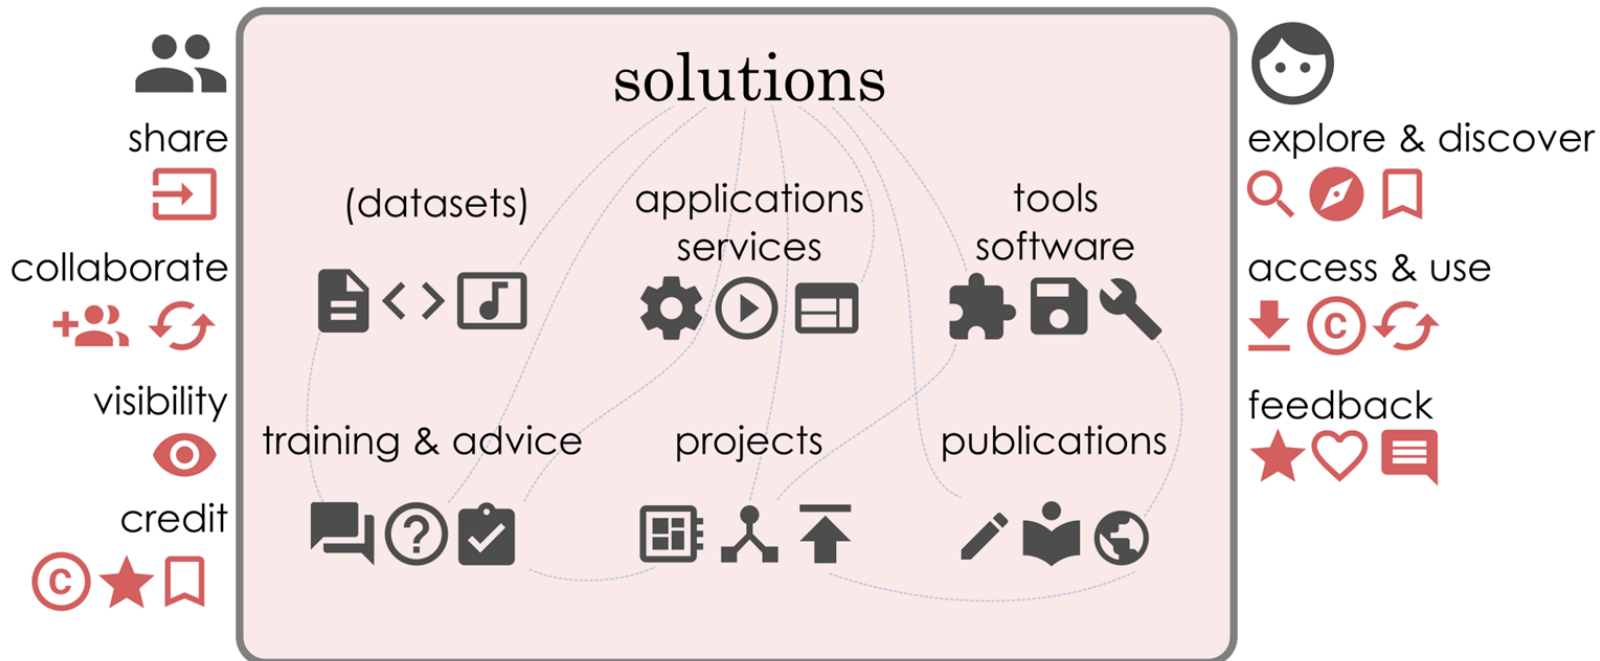 solutions
share
collaborate
visibility
credit
(datasets)
applications
services
tools
software
training & advice
projects
publications
explore & discover
access & use
feedback